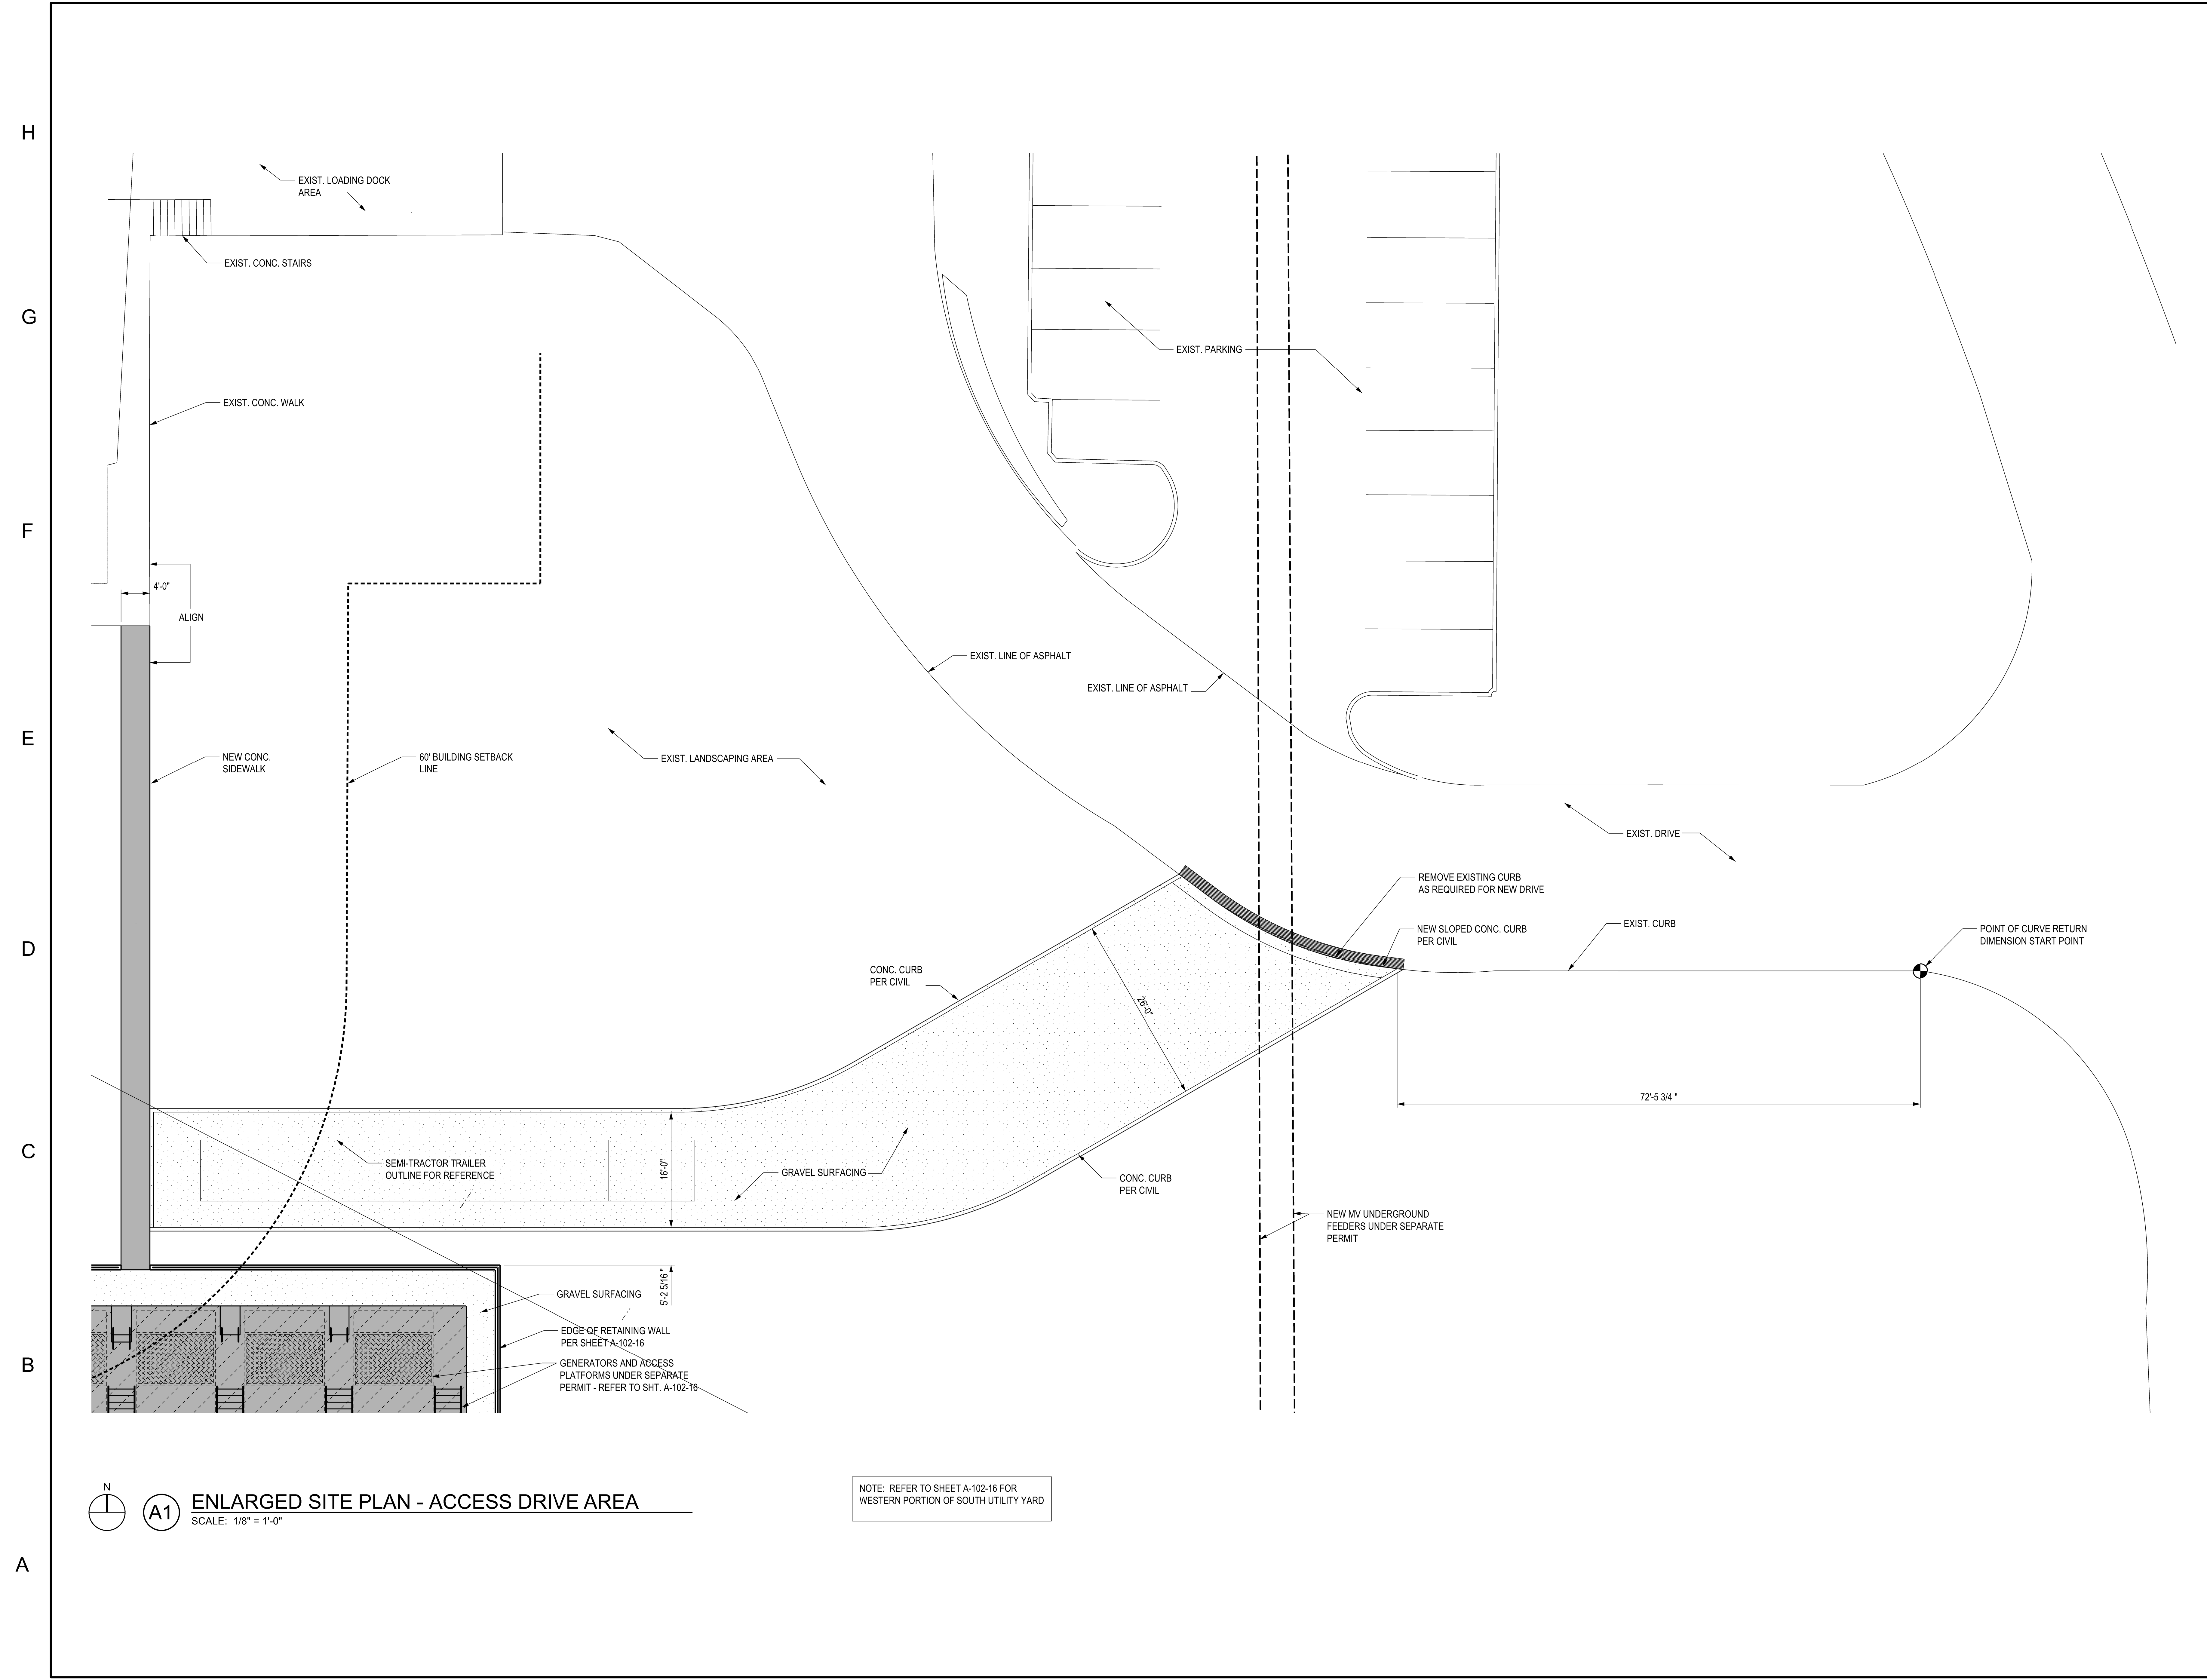 H
G
F
E
D
C
B
A
EXIST. LOADING DOCK
AREA
EXIST. CONC. STAIRS
EXIST. PARKING
EXIST. CONC. WALK
4'-0"
ALIGN
EXIST. LINE OF ASPHALT
EXIST. LINE OF ASPHALT
NEW CONC.
SIDEWALK
60' BUILDING SETBACK
LINE
EXIST. LANDSCAPING AREA
EXIST. DRIVE
REMOVE EXISTING CURB
AS REQUIRED FOR NEW DRIVE
NEW SLOPED CONC. CURB
PER CIVIL
EXIST. CURB
POINT OF CURVE RETURN
DIMENSION START POINT
CONC. CURB
PER CIVIL
26'-0"
72'-5 3/4 "
SEMI-TRACTOR TRAILER
OUTLINE FOR REFERENCE
16'-0"
GRAVEL SURFACING
CONC. CURB
PER CIVIL
NEW MV UNDERGROUND
FEEDERS UNDER SEPARATE
PERMIT
5'-2 5/16 "
GRAVEL SURFACING
EDGE OF RETAINING WALL
PER SHEET A-102-16
GENERATORS AND ACCESS
PLATFORMS UNDER SEPARATE
PERMIT - REFER TO SHT. A-102-16
N
A1
ENLARGED SITE PLAN - ACCESS DRIVE AREA
SCALE: 1/8" = 1'-0"
NOTE: REFER TO SHEET A-102-16 FOR
WESTERN PORTION OF SOUTH UTILITY YARD